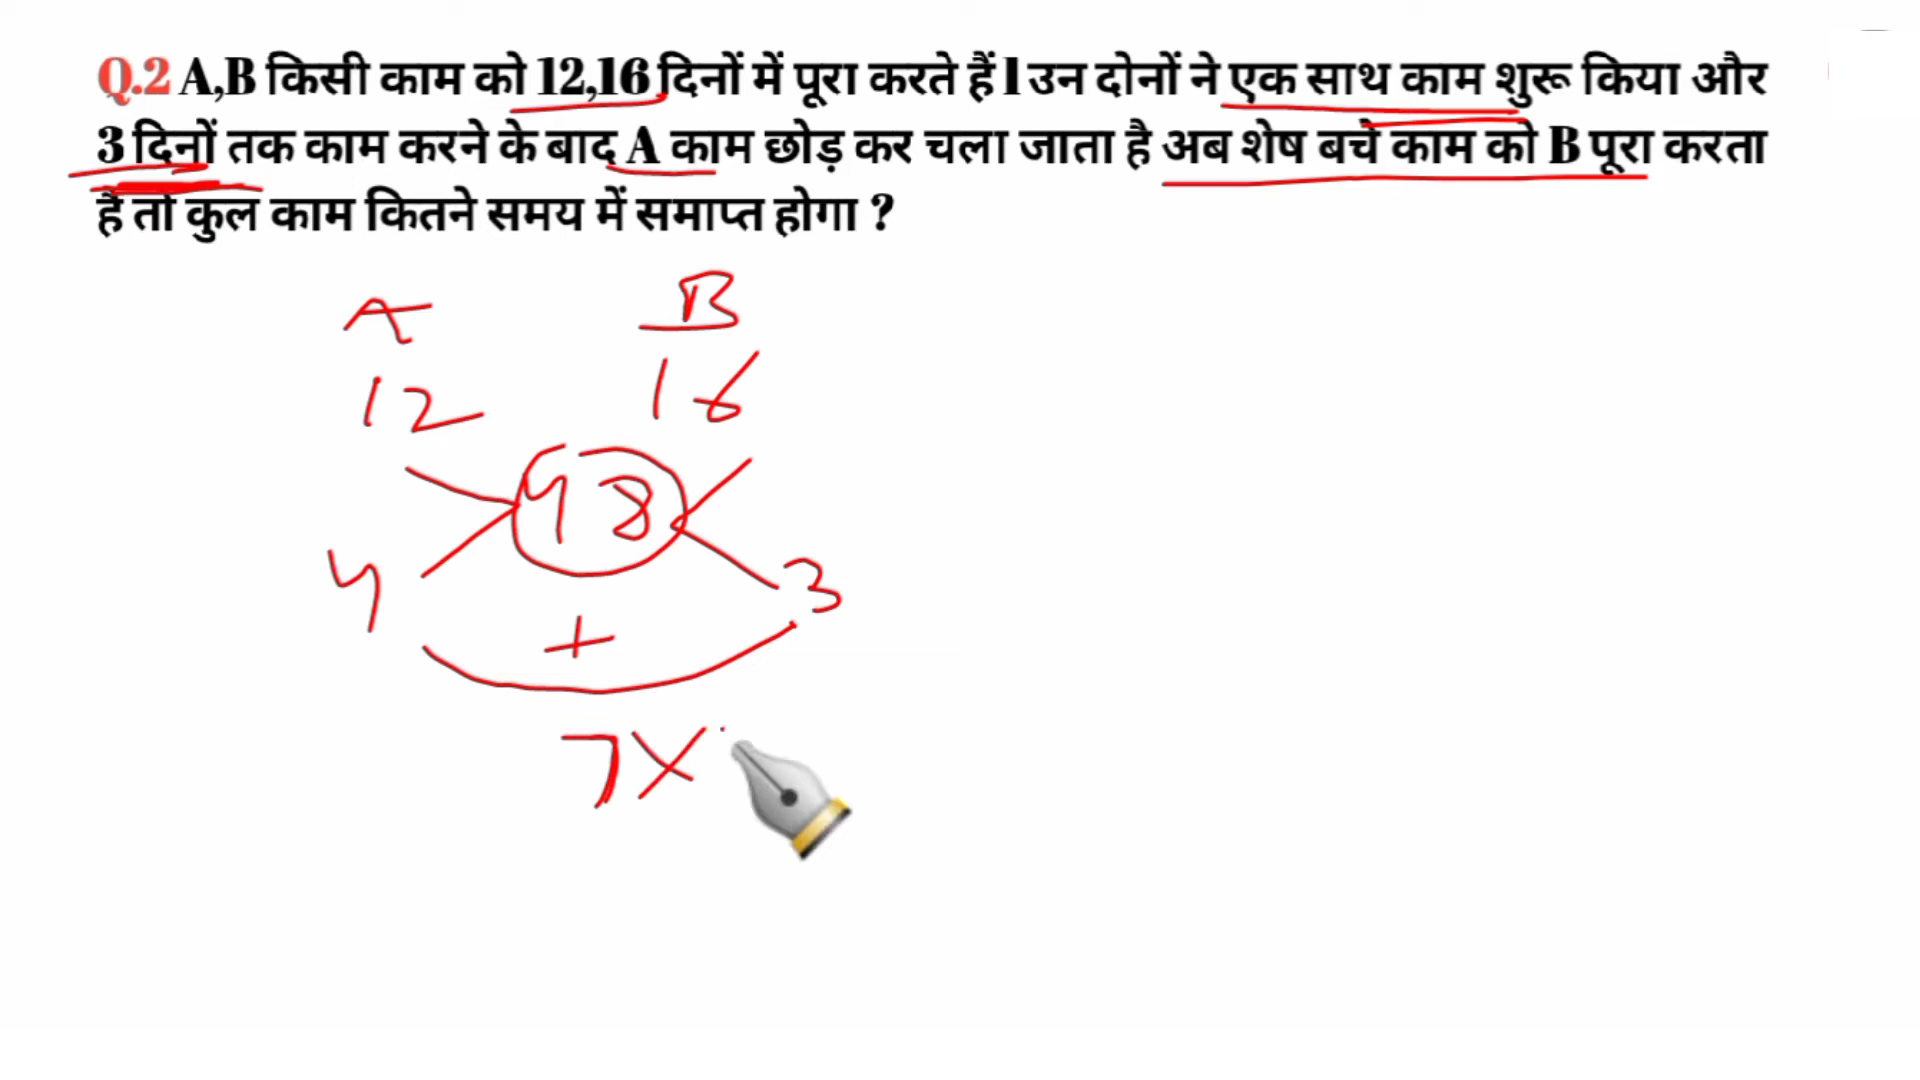 Q.2 A,B किसी काम को 12,16 दिनों में पूरा करते हैं l उन दोनों ने एक साथ काम शुरू किया और
3 दिनों तक काम करने के बाद A काम छोड़ कर चला जाता है अब शेष बचे काम को B पूरा करता
है तो कुल काम कितने समय में समाप्त होगा ?
A B
12 16
48
4 3
+
7X